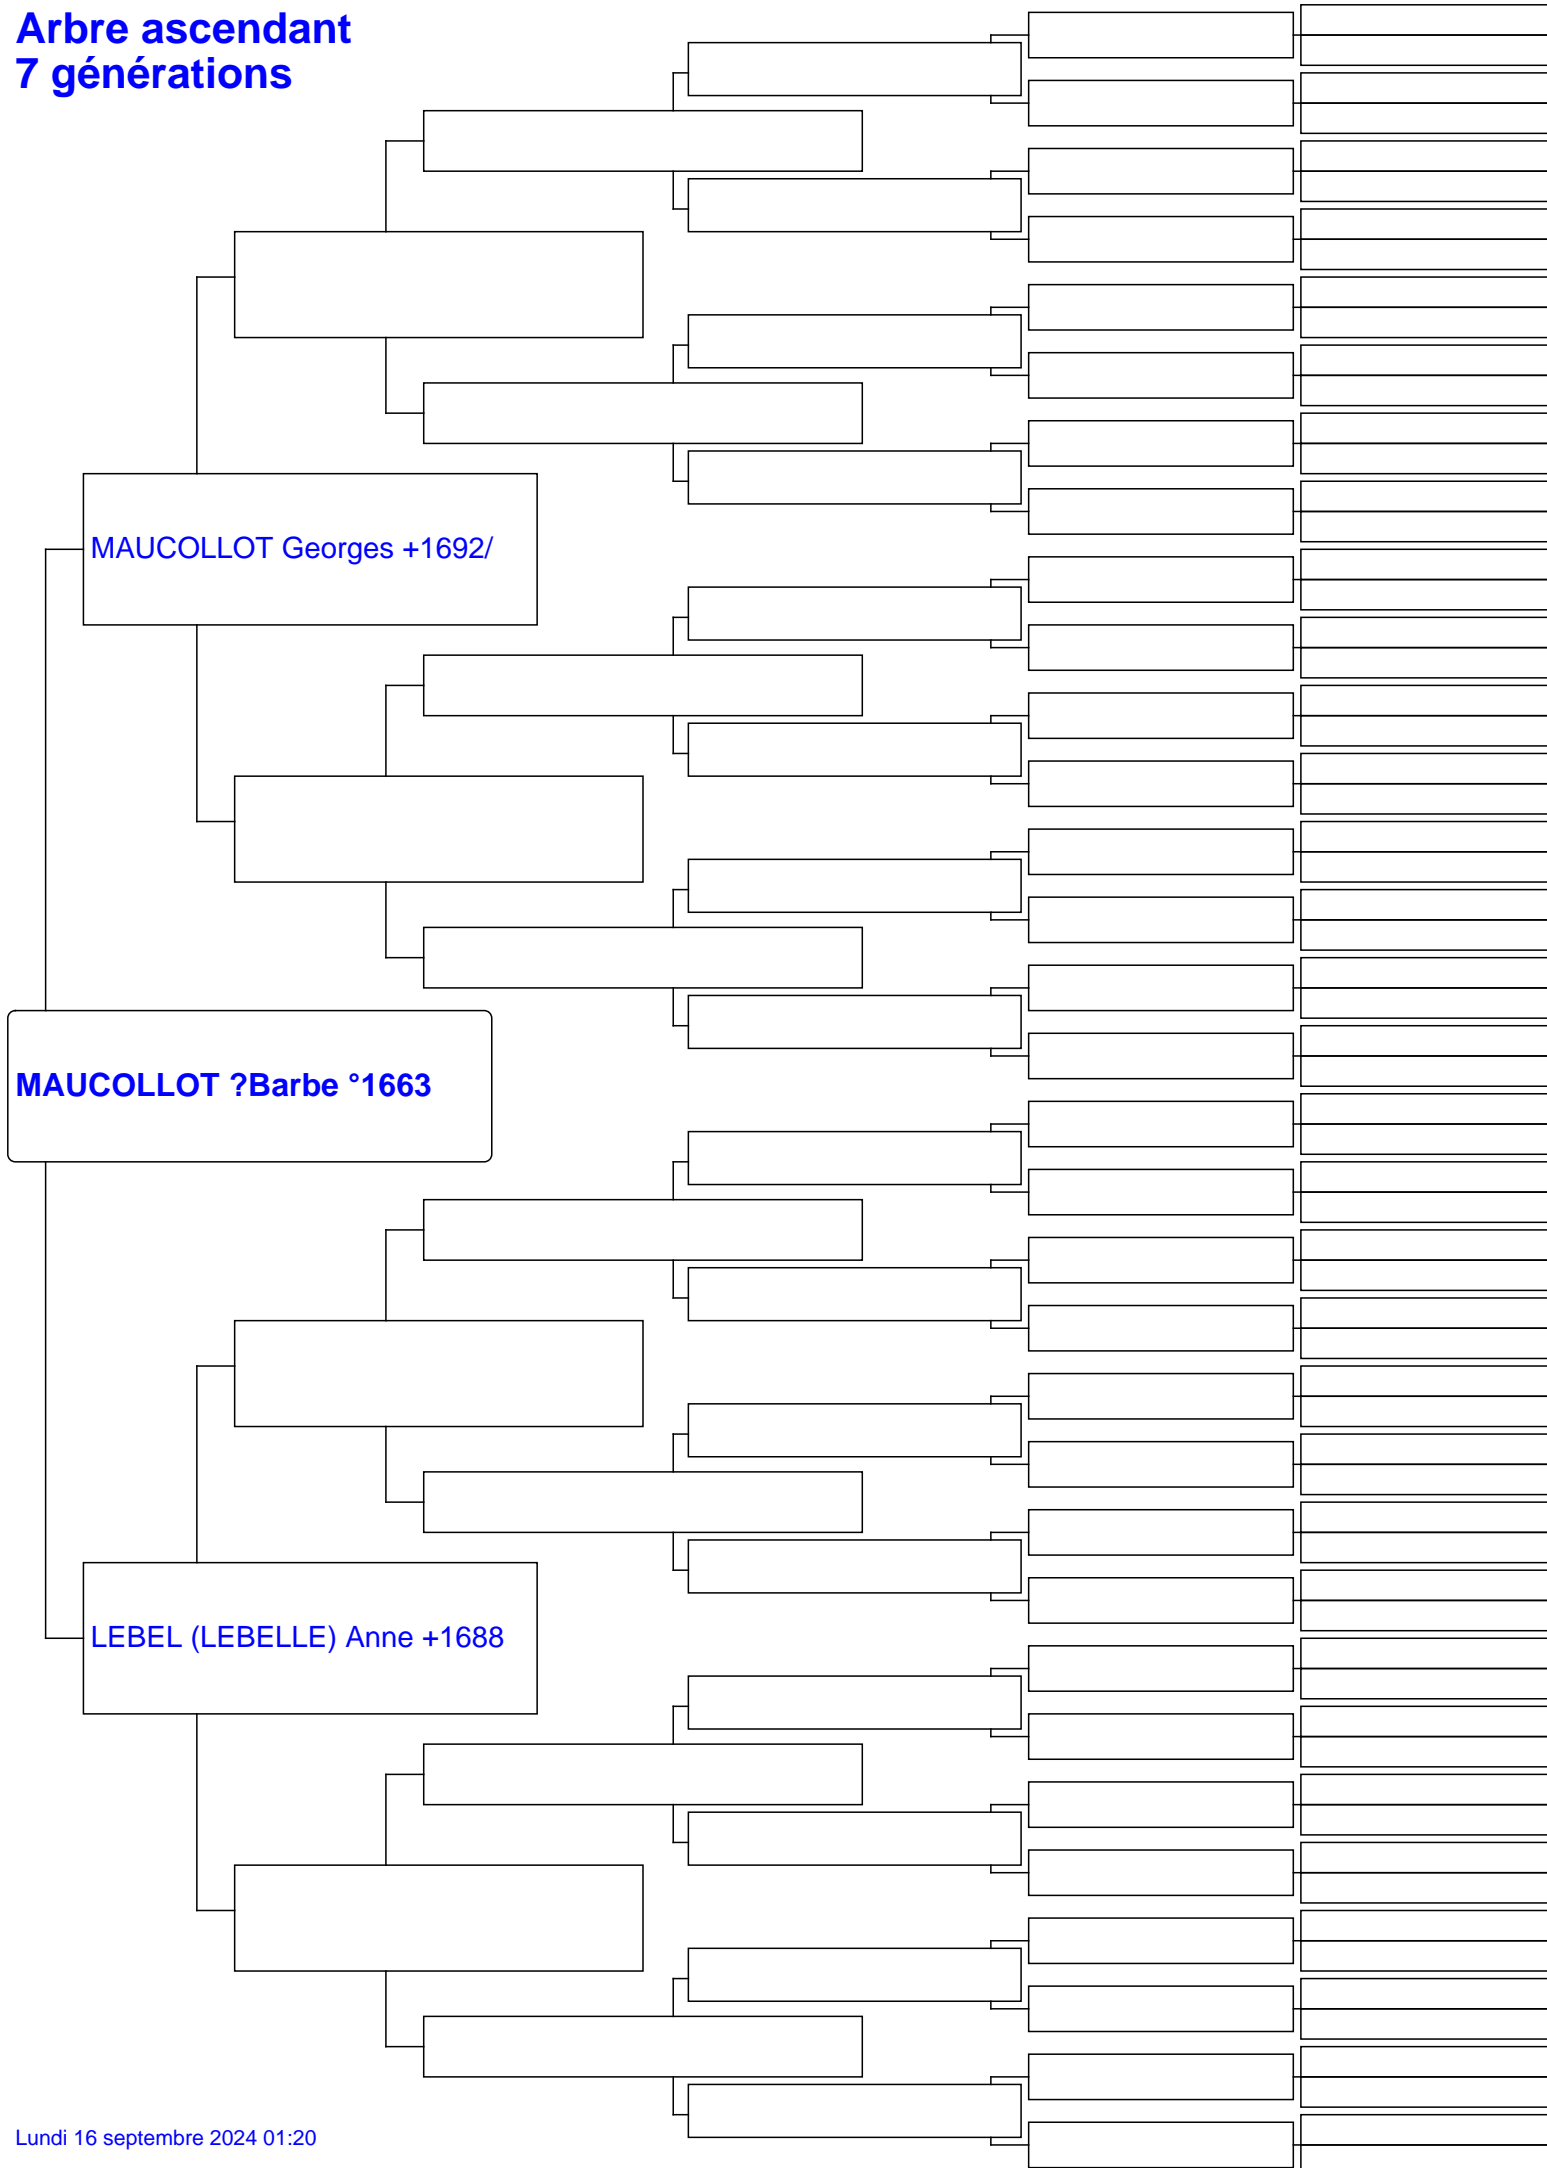 Arbre ascendant
7 générations
MAUCOLLOT Georges +1692/
MAUCOLLOT ?Barbe °1663
LEBEL (LEBELLE) Anne +1688
Lundi 16 septembre 2024 01:20